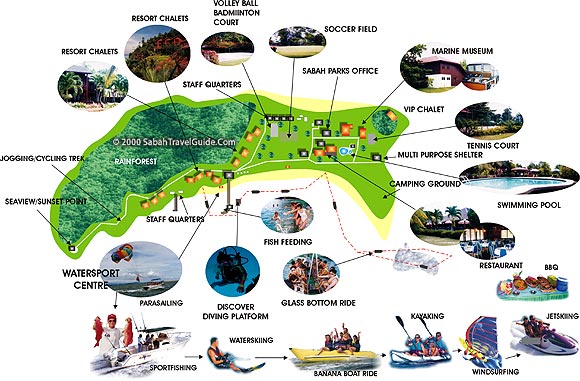 VOLLEY BALL
BADMIINTON
COURT
RESORT CHALETS
SOCCER FIELD
RESORT CHALETS
MARINE MUSEUM
SABAH PARKS OFFICE
STAFF QUARTERS
VIP CHALET
© 2000 SabahTravelGuide.Com
TENNIS COURT
JOGGING/CYCLING TREK
RAINFOREST
MULTI PURPOSE SHELTER
CAMPING GROUND
SEAVIEW/SUNSET POINT
SWIMMING POOL
STAFF QUARTERS
FISH FEEDING
RESTAURANT
WATERSPORT
CENTRE
BBQ
PARASAILING
DISCOVER
DIVING PLATFORM
GLASS BOTTOM RIDE
KAYAKING
JETSKIING
WATERSKIING
SPORTFISHING
BANANA BOAT RIDE
WINDSURFING